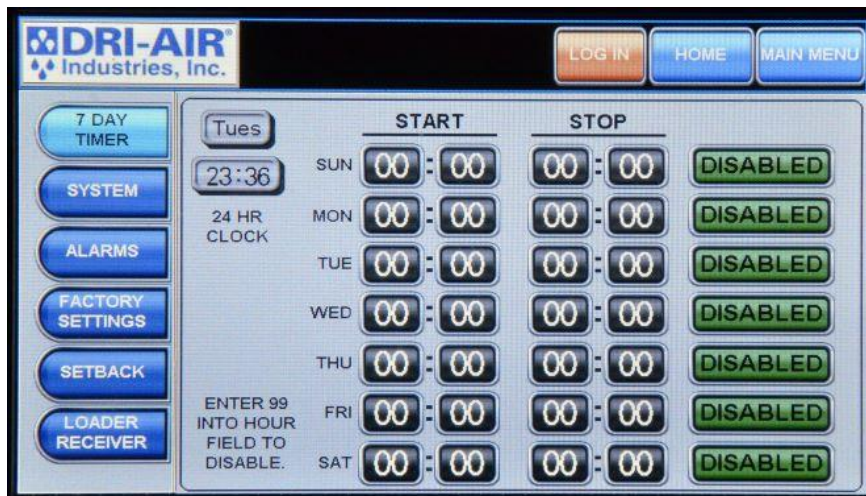 DRI-AIR®
Industries, Inc.
LOG IN
HOME
MAIN MENU
7 DAY
TIMER
SYSTEM
ALARMS
FACTORY
SETTINGS
SETBACK
LOADER
RECEIVER
Tues
23:36
24 HR
CLOCK
ENTER 99
INTO HOUR
FIELD TO
DISABLE.
START STOP
SUN 00:00 00:00 DISABLED
MON 00:00 00:00 DISABLED
TUE 00:00 00:00 DISABLED
WED 00:00 00:00 DISABLED
THU 00:00 00:00 DISABLED
FRI 00:00 00:00 DISABLED
SAT 00:00 00:00 DISABLED